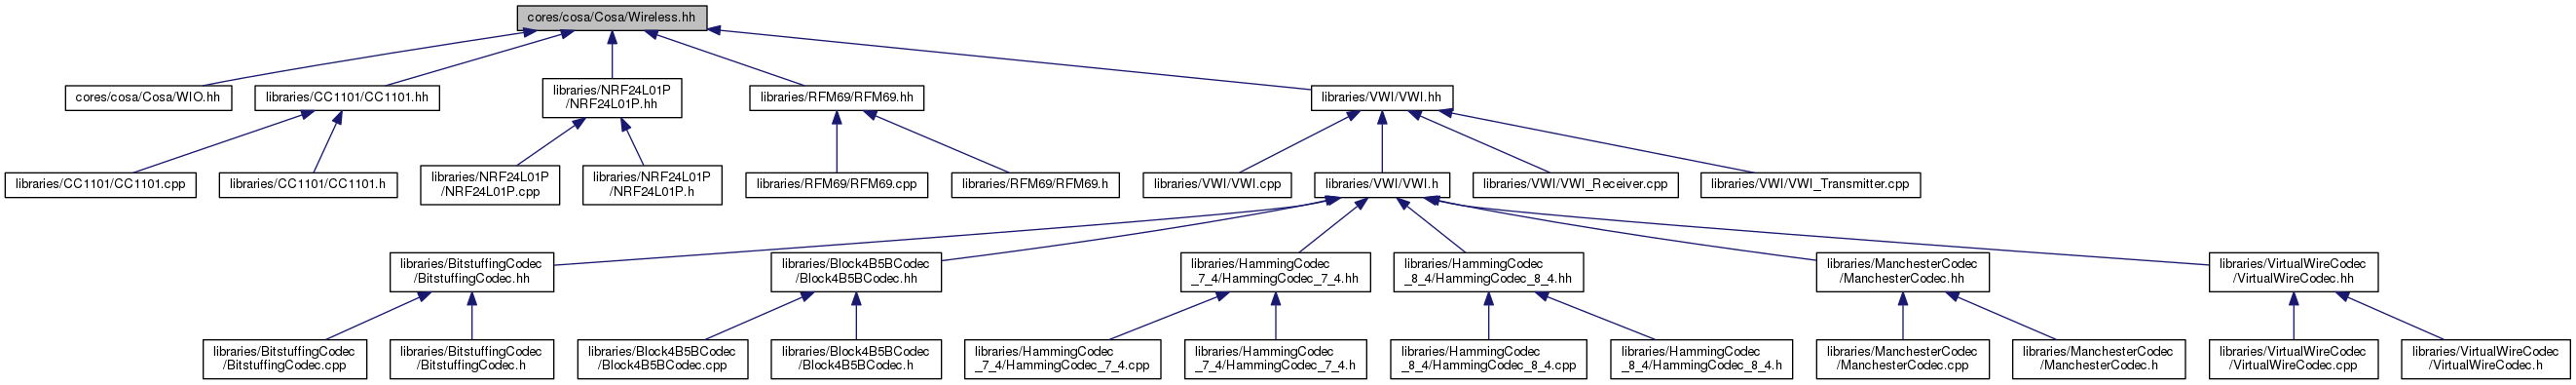 cores/cosa/Cosa/Wireless.hh
cores/cosa/Cosa/WIO.hh
libraries/CC1101/CC1101.hh
libraries/NRF24L01P
/NRF24L01P.hh
libraries/RFM69/RFM69.hh
libraries/VWI/VWI.hh
libraries/CC1101/CC1101.cpp
libraries/CC1101/CC1101.h
libraries/NRF24L01P
/NRF24L01P.cpp
libraries/NRF24L01P
/NRF24L01P.h
libraries/RFM69/RFM69.cpp
libraries/RFM69/RFM69.h
libraries/VWI/VWI.cpp
libraries/VWI/VWI.h
libraries/VWI/VWI_Receiver.cpp
libraries/VWI/VWI_Transmitter.cpp
libraries/BitstuffingCodec
/BitstuffingCodec.hh
libraries/Block4B5BCodec
/Block4B5BCodec.hh
libraries/HammingCodec
_7_4/HammingCodec_7_4.hh
libraries/HammingCodec
_8_4/HammingCodec_8_4.hh
libraries/ManchesterCodec
/ManchesterCodec.hh
libraries/VirtualWireCodec
/VirtualWireCodec.hh
libraries/BitstuffingCodec
/BitstuffingCodec.cpp
libraries/BitstuffingCodec
/BitstuffingCodec.h
libraries/Block4B5BCodec
/Block4B5BCodec.cpp
libraries/Block4B5BCodec
/Block4B5BCodec.h
libraries/HammingCodec
_7_4/HammingCodec_7_4.cpp
libraries/HammingCodec
_7_4/HammingCodec_7_4.h
libraries/HammingCodec
_8_4/HammingCodec_8_4.cpp
libraries/HammingCodec
_8_4/HammingCodec_8_4.h
libraries/ManchesterCodec
/ManchesterCodec.cpp
libraries/ManchesterCodec
/ManchesterCodec.h
libraries/VirtualWireCodec
/VirtualWireCodec.cpp
libraries/VirtualWireCodec
/VirtualWireCodec.h